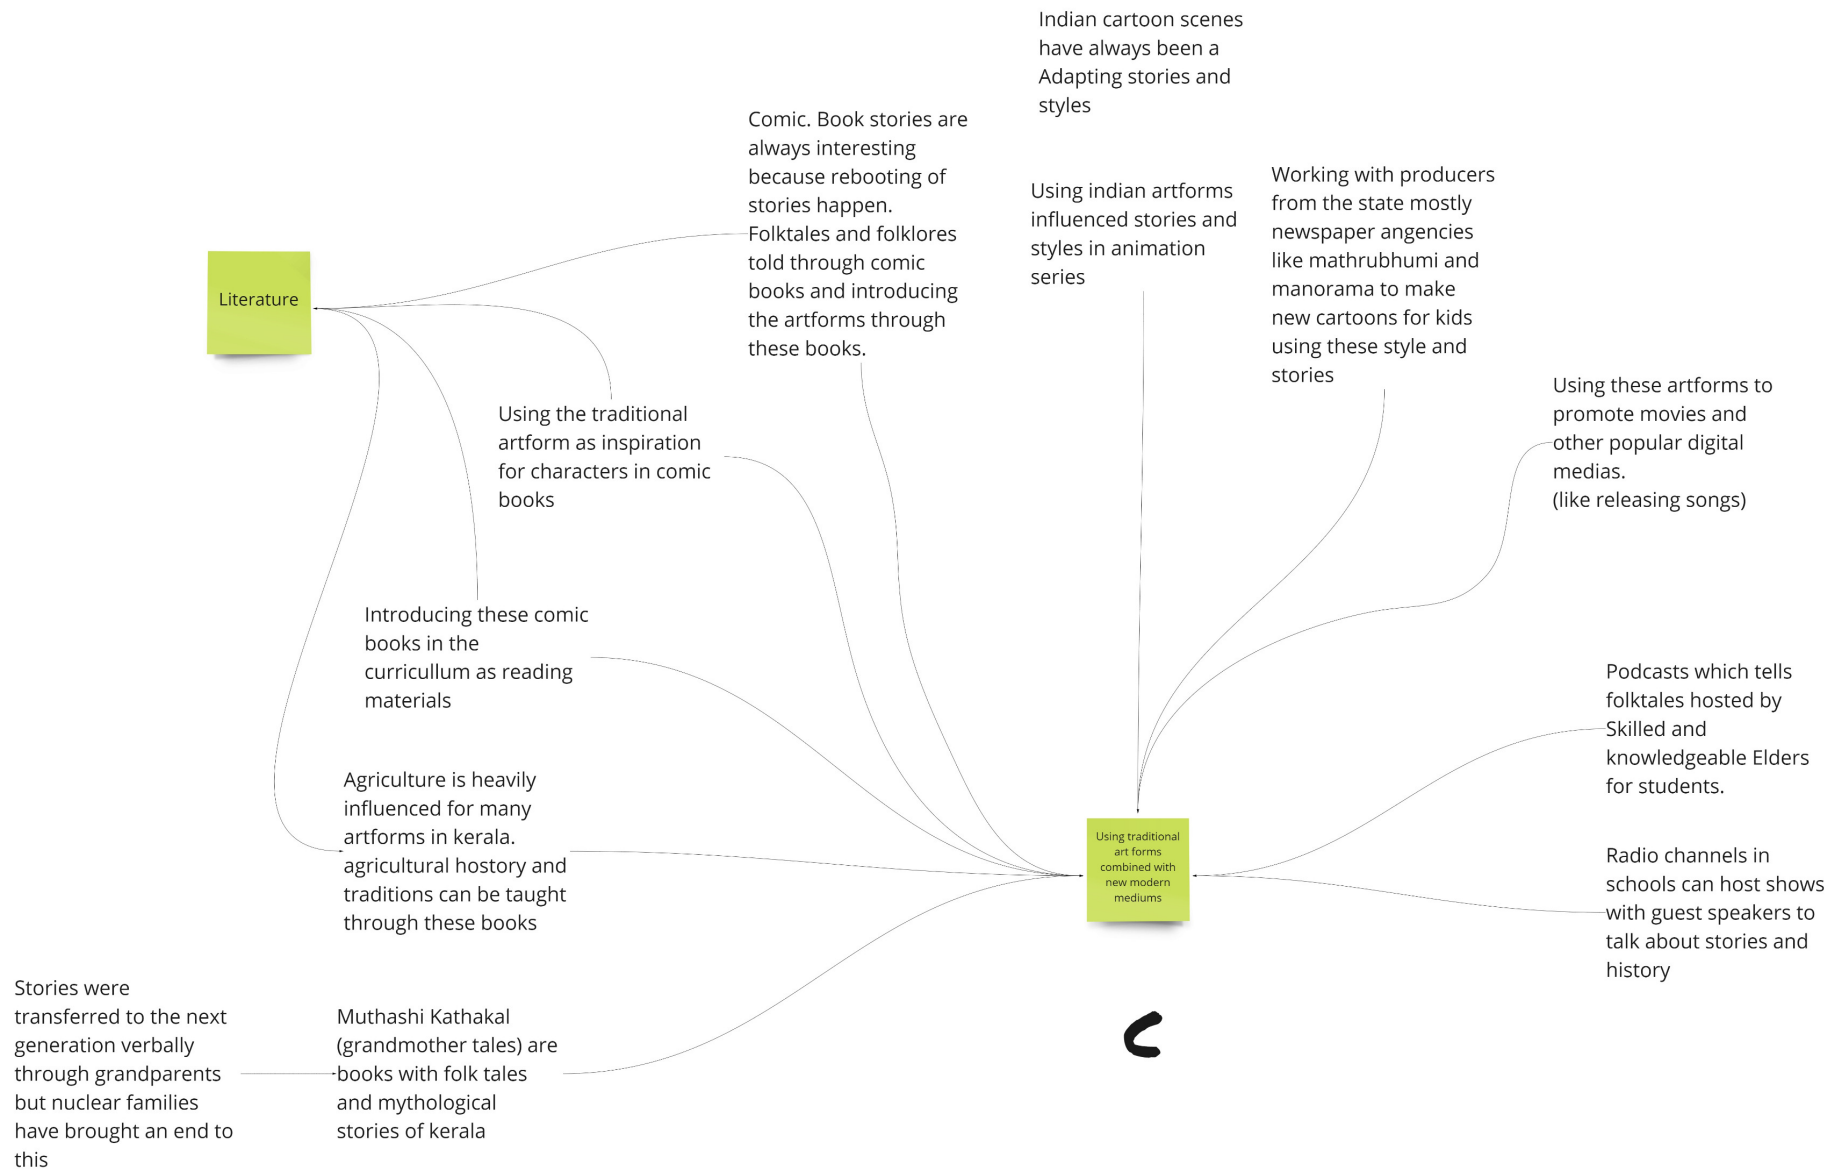 Indian cartoon scenes
have always been a
Adapting stories and
styles
Comic. Book stories are
always interesting
because rebooting of
stories happen.
Folktales and folklores
told through comic
books and introducing
the artforms through
these books.
Using indian artforms
influenced stories and
styles in animation
series
Working with producers
from the state mostly
newspaper angencies
like mathrubhumi and
manorama to make
new cartoons for kids
using these style and
stories
Literature
Using these artforms to
promote movies and
other popular digital
medias.
(like releasing songs)
Using the traditional
artform as inspiration
for characters in comic
books
Introducing these comic
books in the
curricullum as reading
materials
Podcasts which tells
folktales hosted by
Skilled and
knowledgeable Elders
for students.
Agriculture is heavily
influenced for many
artforms in kerala.
agricultural hostory and
traditions can be taught
through these books
Using traditional
art forms
combined with
new modern
mediums
Radio channels in
schools can host shows
with guest speakers to
talk about stories and
history
Stories were
transferred to the next
generation verbally
through grandparents
but nuclear families
have brought an end to
this
Muthashi Kathakal
(grandmother tales) are
books with folk tales
and mythological
stories of kerala
C